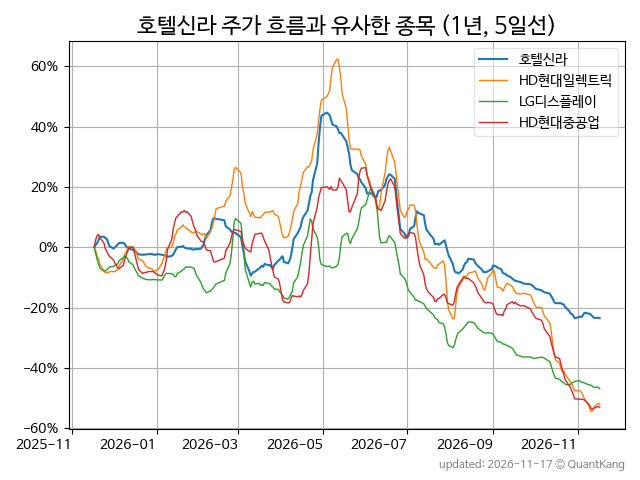 호텔신라 주가 흐름과 유사한 종목 (1년, 5일선)
호텔신라
HD현대일렉트릭
LG디스플레이
HD현대중공업
60%
40%
20%
0%
−20%
−40%
−60%
2025-11
2026-01
2026-03
2026-05
2026-07
2026-09
2026-11
updated: 2026-11-17 © QuantKang